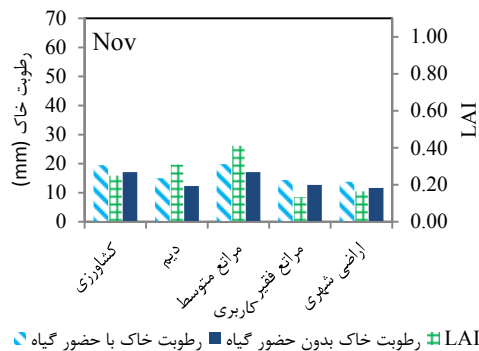 Nov
70
60
50
40
30
20
10
0
رطوبت خاک (mm)
1.00
0.80
0.60
0.40
0.20
0.00
LAI
کشاورزی
دیم
مراتع متوسط
مراتع فقیر
اراضی شهری
کاربری
رطوبت خاک با حضور گیاه رطوبت خاک بدون حضور گیاه LAI